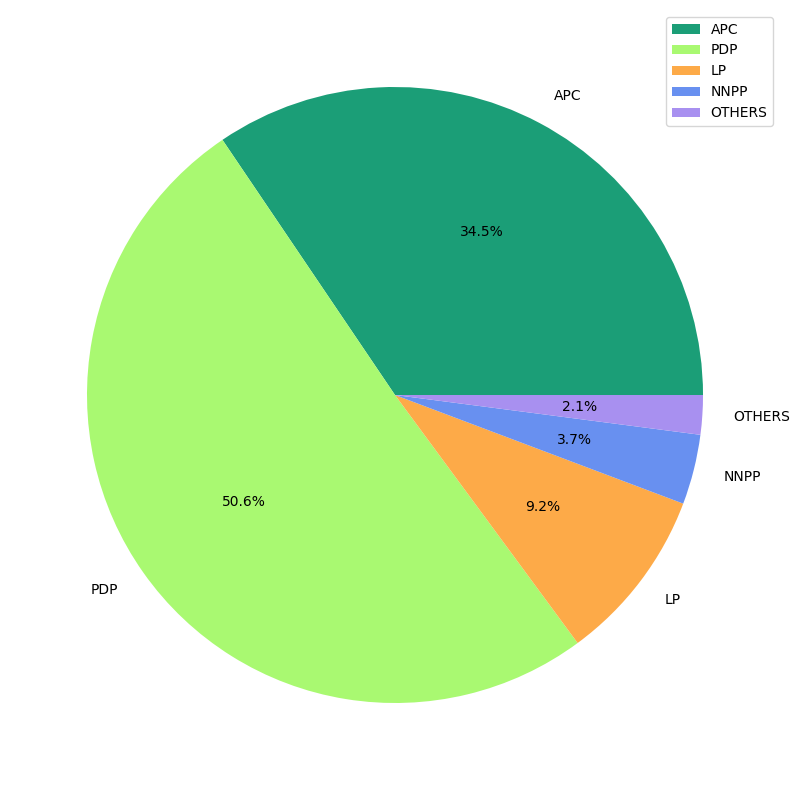 APC
PDP
LP
NNPP
OTHERS
APC
34.5%
2.1%
OTHERS
3.7%
NNPP
50.6%
9.2%
PDP
LP